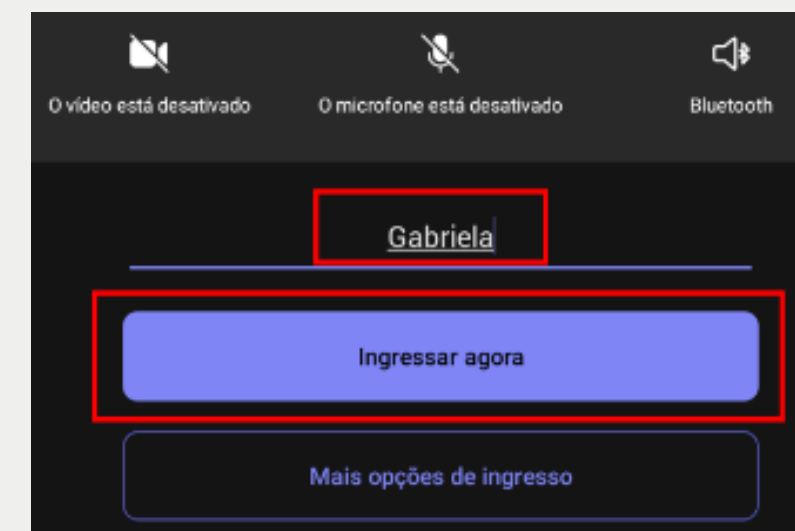 O vídeo está desativado
O microfone está desativado
Bluetooth
Gabriela
Ingressar agora
Mais opções de ingresso